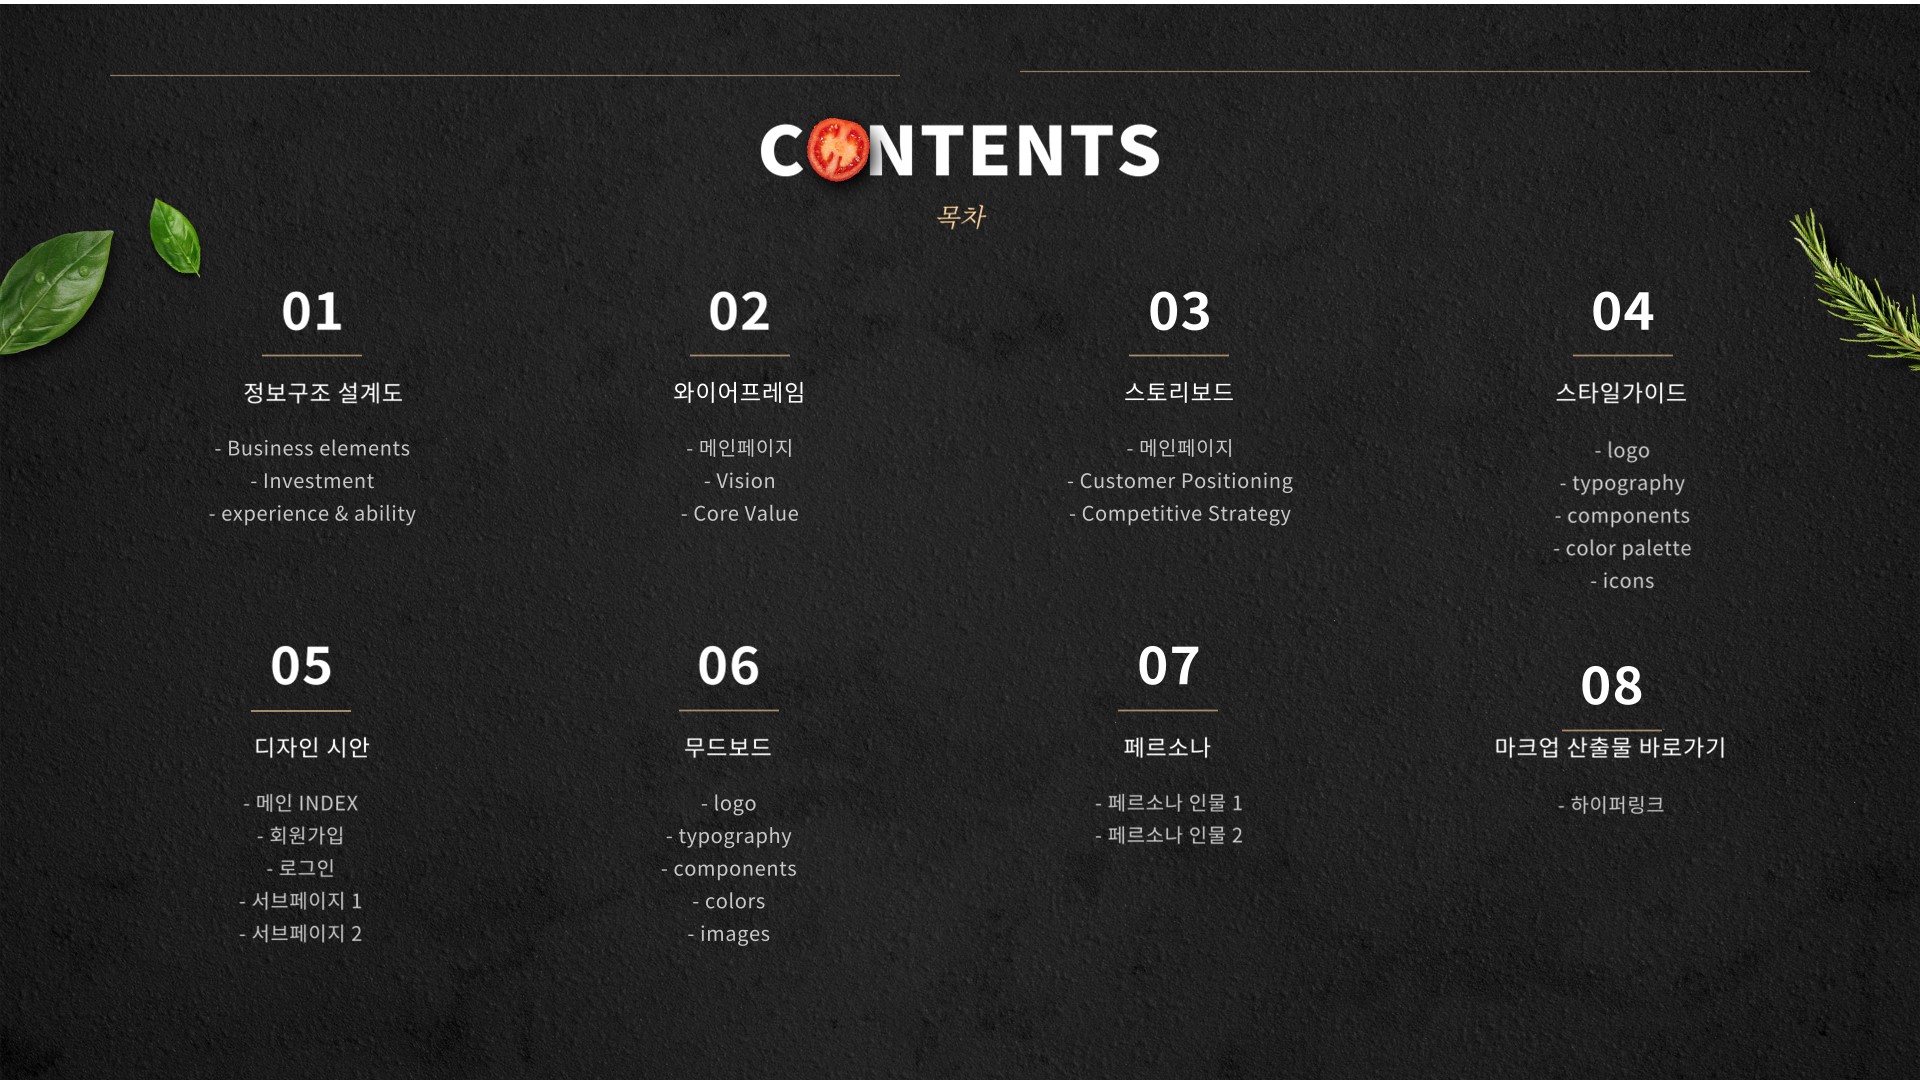 CONTENTS
목차
01
정보구조 설계도
- Business elements
- Investment
- experience & ability
02
와이어프레임
- 메인페이지
- Vision
- Core Value
03
스토리보드
- 메인페이지
- Customer Positioning
- Competitive Strategy
04
스타일가이드
- logo
- typography
- components
- color palette
- icons
05
디자인 시안
- 메인 INDEX
- 회원가입
- 로그인
- 서브페이지 1
- 서브페이지 2
06
무드보드
- logo
- typography
- components
- colors
- images
07
페르소나
- 페르소나 인물 1
- 페르소나 인물 2
08
마크업 산출물 바로가기
- 하이퍼링크